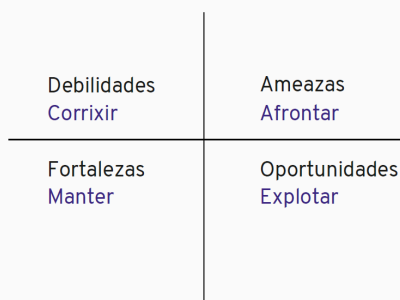 Debilidades
Corrixir
Ameazas
Afrontar
Fortalezas
Manter
Oportunidades
Explotar